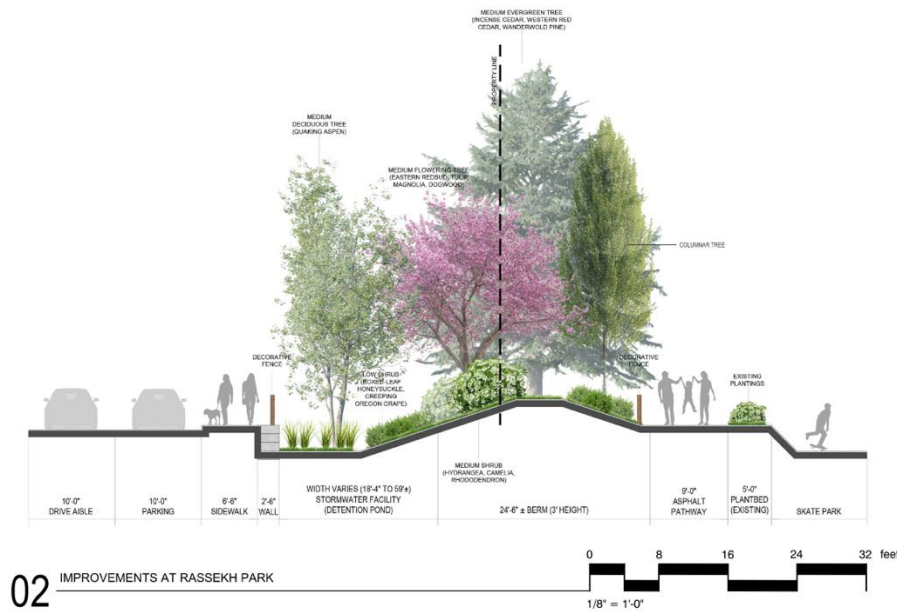 MEDIUM EVERGREEN TREE
(INCENSE CEDAR, WESTERN RED
CEDAR, WANDERWOLD PINE)
PROPERTY LINE
MEDIUM
DECIDUOUS TREE
(QUAKING ASPEN)
MEDIUM FLOWERING TREE
(EASTERN REDBUD, TULIP
MAGNOLIA, DOGWOOD)
COLUMNAR TREE
DECORATIVE
FENCE
LOW SHRUB
(BOXED-LEAF
HONEYSUCKLE,
CREEPING
OREGON GRAPE)
DECORATIVE
FENCE
EXISTING
PLANTINGS
MEDIUM SHRUB
(HYDRANGEA, CAMELIA,
RHODODENDRON)
10'-0"
DRIVE AISLE
10'-0"
PARKING
6'-6"
SIDEWALK
2'-6"
WALL
WIDTH VARIES (18'-4" TO 59'±)
STORMWATER FACILITY
(DETENTION POND)
24'-6" ± BERM (3' HEIGHT)
9'-0"
ASPHALT
PATHWAY
5'-0"
PLANTBED
(EXISTING)
SKATE PARK
0 8 16 24 32 feet
1/8" = 1'-0"
02 IMPROVEMENTS AT RASSEKH PARK